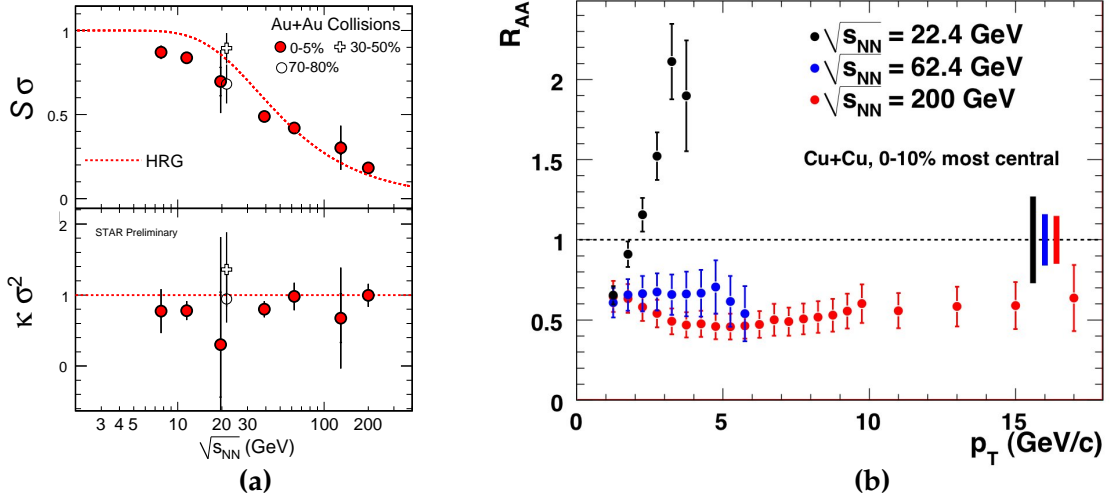 Au+Au Collisions
0-5%
30-50%
70-80%
1
0.5
0
S σ
HRG
STAR Preliminary
2
1
0
κ σ²
3 4 5 10 20 30 100 200
√sNN (GeV)
(a)
RAA
2
1.5
1
0.5
0
√sNN = 22.4 GeV
√sNN = 62.4 GeV
√sNN = 200 GeV
Cu+Cu, 0-10% most central
0 5 10 15
pT (GeV/c)
(b)